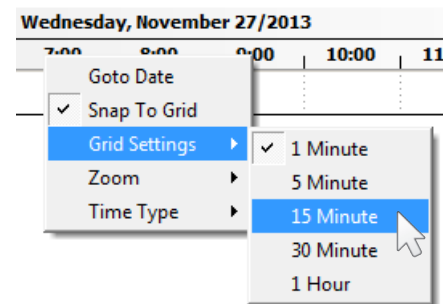 Wednesday, November 27/2013
7:00 8:00 9:00 10:00 11
Goto Date
Snap To Grid
Grid Settings
Zoom
Time Type
1 Minute
5 Minute
15 Minute
30 Minute
1 Hour